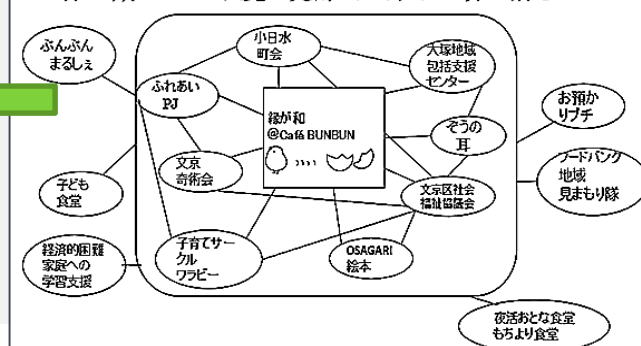 ぶんぶん
まるしぇ
小日水
町会
大塚地域
包括支援
センター
ふれあい
PJ
縁が和
@Café BUNBUN
ぞうの
耳
お預か
りプチ
文京
奇術会
フードバンク
地域
見まもり隊
子ども
食堂
文京区社会
福祉協議会
経済的困難
家庭への
学習支援
子育てサー
クル
ワラビー
OSAGARI
絵本
夜活おとな食堂
もちより食堂